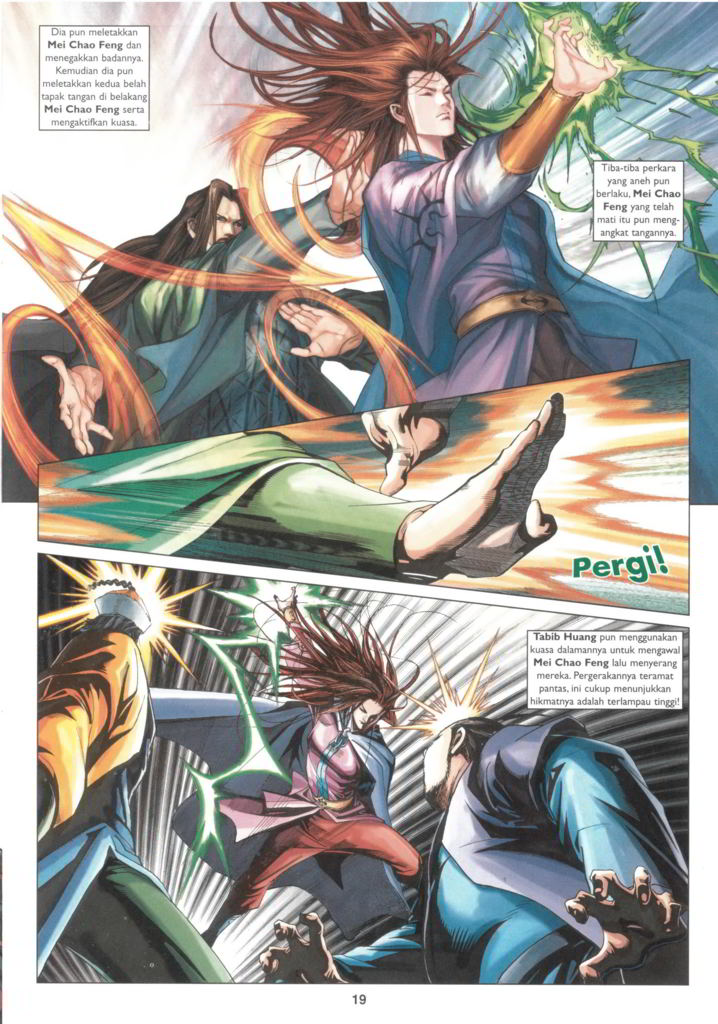 Dia pun meletakkan
Mei Chao Feng dan
menegakkan badannya.
Kemudian dia pun
meletakkan kedua belah
tapak tangan di belakang
Mei Chao Feng serta
mengaktifkan kuasa.
Tiba-tiba perkara
yang aneh pun
berlaku, Mei Chao
Feng yang telah
mati itu pun meng-
angkat tangannya.
Pergi!
Tabib Huang pun menggunakan
kuasa dalamannya untuk mengawal
Mei Chao Feng lalu menyerang
mereka. Pergerakannya teramat
pantas, ini cukup menunjukkan
hikmatnya adalah terlampau tinggi!
19